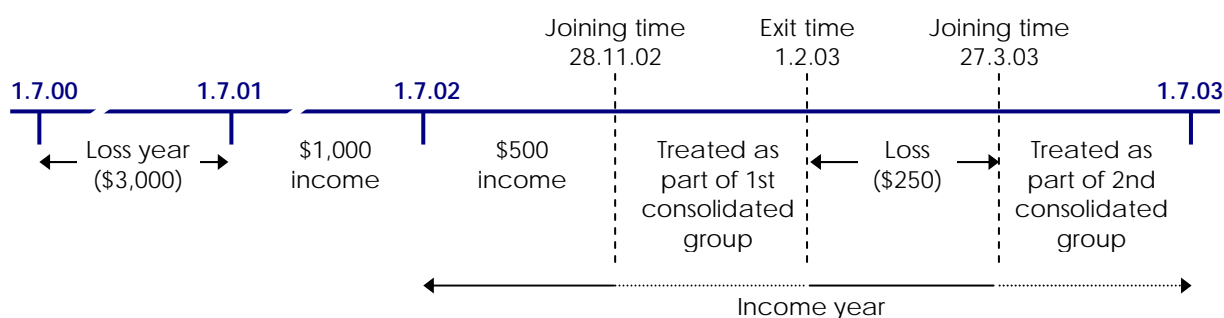 Joining time
28.11.02
Exit time
1.2.03
Joining time
27.3.03
1.7.00
1.7.01
1.7.02
1.7.03
Loss year
($3,000)
$1,000
income
$500
income
Treated as
part of 1st
consolidated
group
Loss
($250)
Treated as
part of 2nd
consolidated
group
Income year